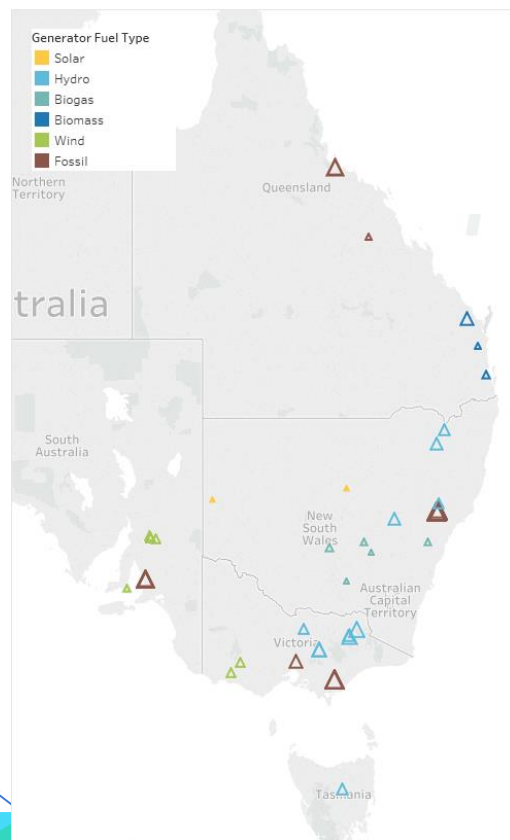 Generator Fuel Type
Solar
Hydro
Biogas
Biomass
Wind
Fossil
Northern
Territory
Queensland
tralia
South
Australia
New
South
Wales
Australian
Capital
Territory
Victoria
Tasmania